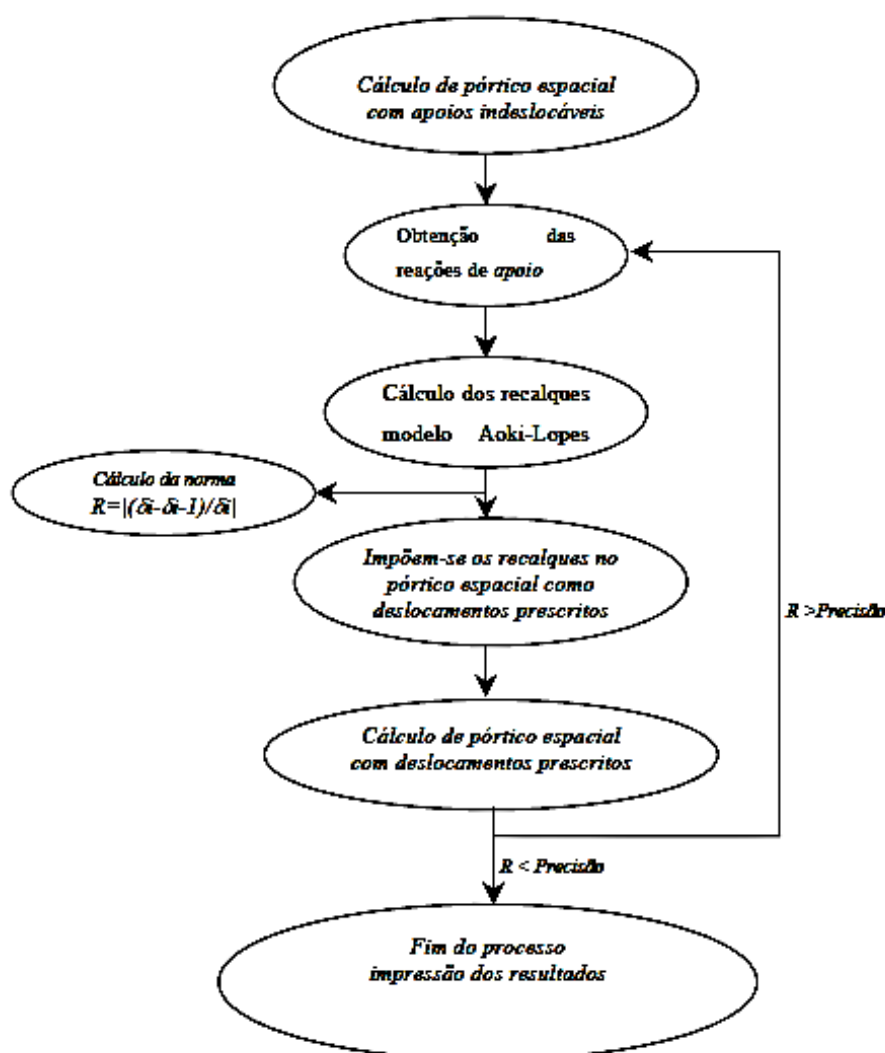 Cálculo de pórtico espacial
com apoios indeslocáveis
Obtenção das
reações de apoio
Cálculo dos recalques
modelo Aoki-Lopes
Cálculo da norma
R=|(δi-δi-1)/δi|
Impõem-se os recalques no
pórtico espacial como
deslocamentos prescritos
R >Precisão
Cálculo de pórtico espacial
com deslocamentos prescritos
R < Precisão
Fim do processo
impressão dos resultados